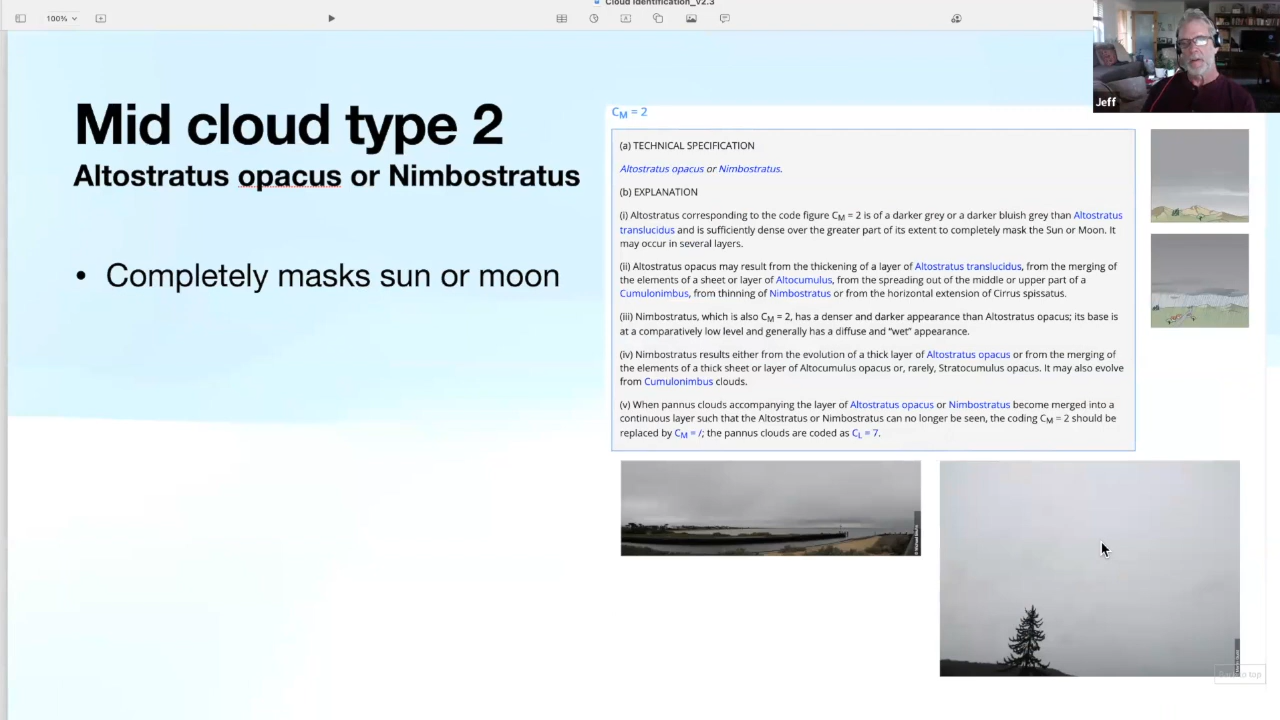 Cloud Identification_v2.3
100%
Jeff
Mid cloud type 2
Altostratus opacus or Nimbostratus
• Completely masks sun or moon
CM = 2
(a) TECHNICAL SPECIFICATION
Altostratus opacus or Nimbostratus.
(b) EXPLANATION
(i) Altostratus corresponding to the code figure CM = 2 is of a darker grey or a darker bluish grey than Altostratus
translucidus and is sufficiently dense over the greater part of its extent to completely mask the Sun or Moon. It
may occur in several layers.
(ii) Altostratus opacus may result from the thickening of a layer of Altostratus translucidus, from the merging of
the elements of a sheet or layer of Altocumulus, from the spreading out of the middle or upper part of a
Cumulonimbus, from thinning of Nimbostratus or from the horizontal extension of Cirrus spissatus.
(iii) Nimbostratus, which is also CM = 2, has a denser and darker appearance than Altostratus opacus; its base is
at a comparatively low level and generally has a diffuse and “wet” appearance.
(iv) Nimbostratus results either from the evolution of a thick layer of Altostratus opacus or from the merging of
the elements of a thick sheet or layer of Altocumulus opacus or, rarely, Stratocumulus opacus. It may also evolve
from Cumulonimbus clouds.
(v) When pannus clouds accompanying the layer of Altostratus opacus or Nimbostratus become merged into a
continuous layer such that the Altostratus or Nimbostratus can no longer be seen, the coding CM = 2 should be
replaced by CM = /; the pannus clouds are coded as CL = 7.
Back to top